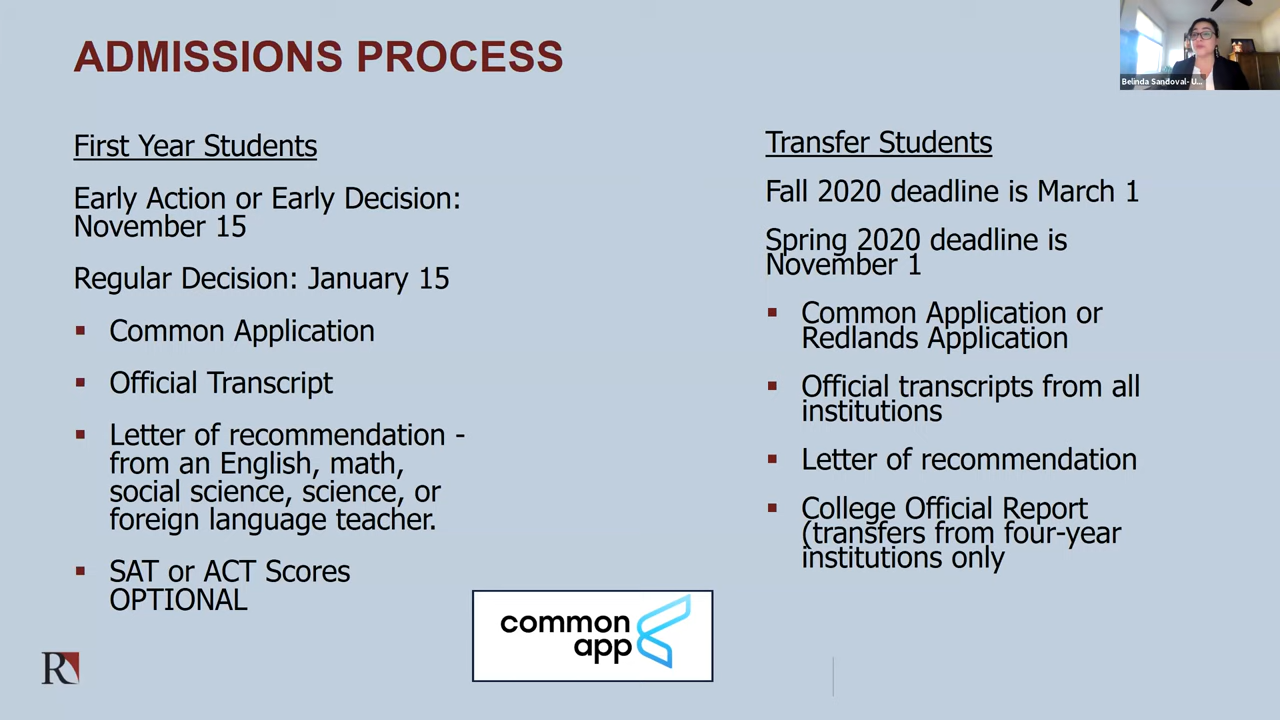 ADMISSIONS PROCESS
Belinda Sandoval- U...
First Year Students
Early Action or Early Decision:
November 15
Regular Decision: January 15
Common Application
Official Transcript
Letter of recommendation -
from an English, math,
social science, science, or
foreign language teacher.
SAT or ACT Scores
OPTIONAL
Transfer Students
Fall 2020 deadline is March 1
Spring 2020 deadline is
November 1
Common Application or
Redlands Application
Official transcripts from all
institutions
Letter of recommendation
College Official Report
(transfers from four-year
institutions only
common
app
R